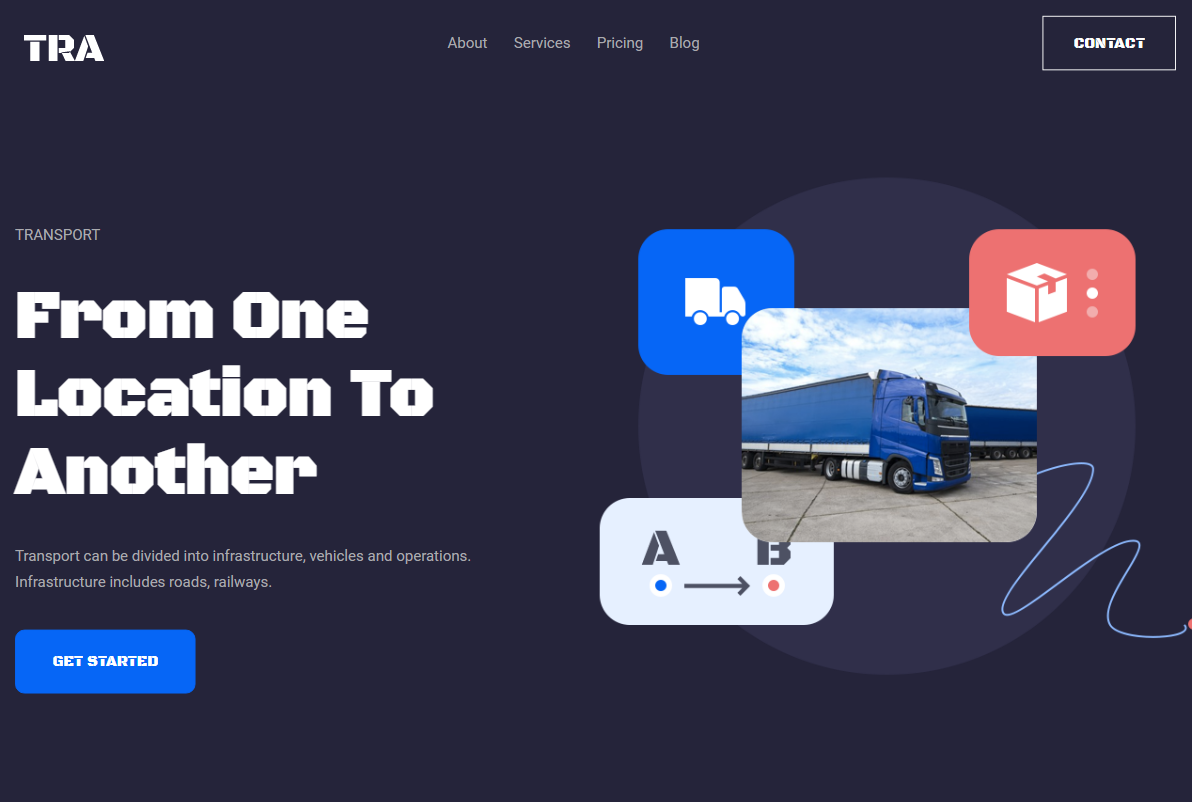 TRA
About Services Pricing Blog
CONTACT
TRANSPORT
From One
Location To
Another
Transport can be divided into infrastructure, vehicles and operations.
Infrastructure includes roads, railways.
GET STARTED
A B